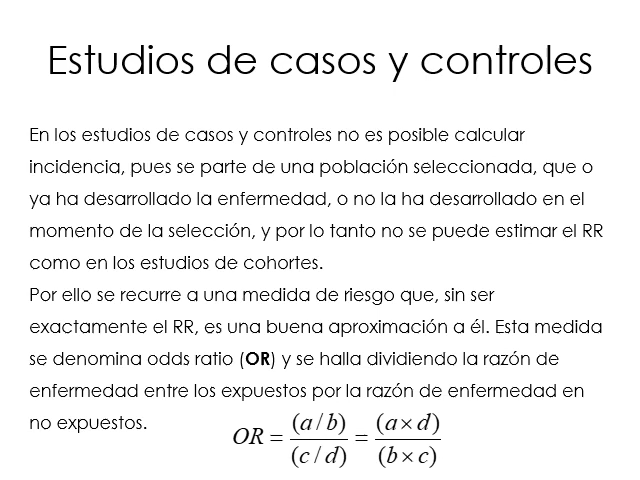 Estudios de casos y controles
En los estudios de casos y controles no es posible calcular
incidencia, pues se parte de una población seleccionada, que o
ya ha desarrollado la enfermedad, o no la ha desarrollado en el
momento de la selección, y por lo tanto no se puede estimar el RR
como en los estudios de cohortes.
Por ello se recurre a una medida de riesgo que, sin ser
exactamente el RR, es una buena aproximación a él. Esta medida
se denomina odds ratio (OR) y se halla dividiendo la razón de
enfermedad entre los expuestos por la razón de enfermedad en
no expuestos.
OR = (a/b)/(c/d) = (a×d)/(b×c)